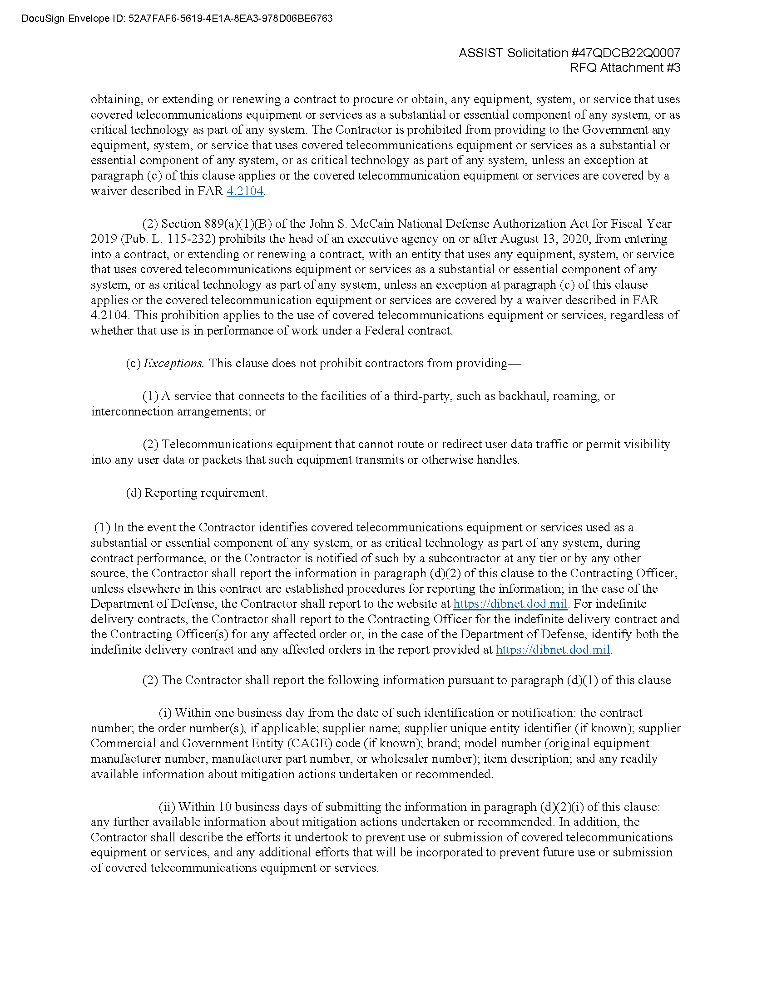 DocuSign Envelope ID: 52A7FAF6-5619-4E1A-8EA3-978D06BE6763
ASSIST Solicitation #47QDCB22Q0007
RFQ Attachment #3
obtaining, or extending or renewing a contract to procure or obtain, any equipment, system, or service that uses
covered telecommunications equipment or services as a substantial or essential component of any system, or as
critical technology as part of any system. The Contractor is prohibited from providing to the Government any
equipment, system, or service that uses covered telecommunications equipment or services as a substantial or
essential component of any system, or as critical technology as part of any system, unless an exception at
paragraph (c) of this clause applies or the covered telecommunication equipment or services are covered by a
waiver described in FAR 4.2104.
(2) Section 889(a)(1)(B) of the John S. McCain National Defense Authorization Act for Fiscal Year
2019 (Pub. L. 115-232) prohibits the head of an executive agency on or after August 13, 2020, from entering
into a contract, or extending or renewing a contract, with an entity that uses any equipment, system, or service
that uses covered telecommunications equipment or services as a substantial or essential component of any
system, or as critical technology as part of any system, unless an exception at paragraph (c) of this clause
applies or the covered telecommunication equipment or services are covered by a waiver described in FAR
4.2104. This prohibition applies to the use of covered telecommunications equipment or services, regardless of
whether that use is in performance of work under a Federal contract.
(c) Exceptions. This clause does not prohibit contractors from providing—
(1) A service that connects to the facilities of a third-party, such as backhaul, roaming, or
interconnection arrangements; or
(2) Telecommunications equipment that cannot route or redirect user data traffic or permit visibility
into any user data or packets that such equipment transmits or otherwise handles.
(d) Reporting requirement.
(1) In the event the Contractor identifies covered telecommunications equipment or services used as a
substantial or essential component of any system, or as critical technology as part of any system, during
contract performance, or the Contractor is notified of such by a subcontractor at any tier or by any other
source, the Contractor shall report the information in paragraph (d)(2) of this clause to the Contracting Officer,
unless elsewhere in this contract are established procedures for reporting the information; in the case of the
Department of Defense, the Contractor shall report to the website at https://dibnet.dod.mil. For indefinite
delivery contracts, the Contractor shall report to the Contracting Officer for the indefinite delivery contract and
the Contracting Officer(s) for any affected order or, in the case of the Department of Defense, identify both the
indefinite delivery contract and any affected orders in the report provided at https://dibnet.dod.mil.
(2) The Contractor shall report the following information pursuant to paragraph (d)(1) of this clause
(i) Within one business day from the date of such identification or notification: the contract
number; the order number(s), if applicable; supplier name; supplier unique entity identifier (if known); supplier
Commercial and Government Entity (CAGE) code (if known); brand; model number (original equipment
manufacturer number, manufacturer part number, or wholesaler number); item description; and any readily
available information about mitigation actions undertaken or recommended.
(ii) Within 10 business days of submitting the information in paragraph (d)(2)(i) of this clause:
any further available information about mitigation actions undertaken or recommended. In addition, the
Contractor shall describe the efforts it undertook to prevent use or submission of covered telecommunications
equipment or services, and any additional efforts that will be incorporated to prevent future use or submission
of covered telecommunications equipment or services.